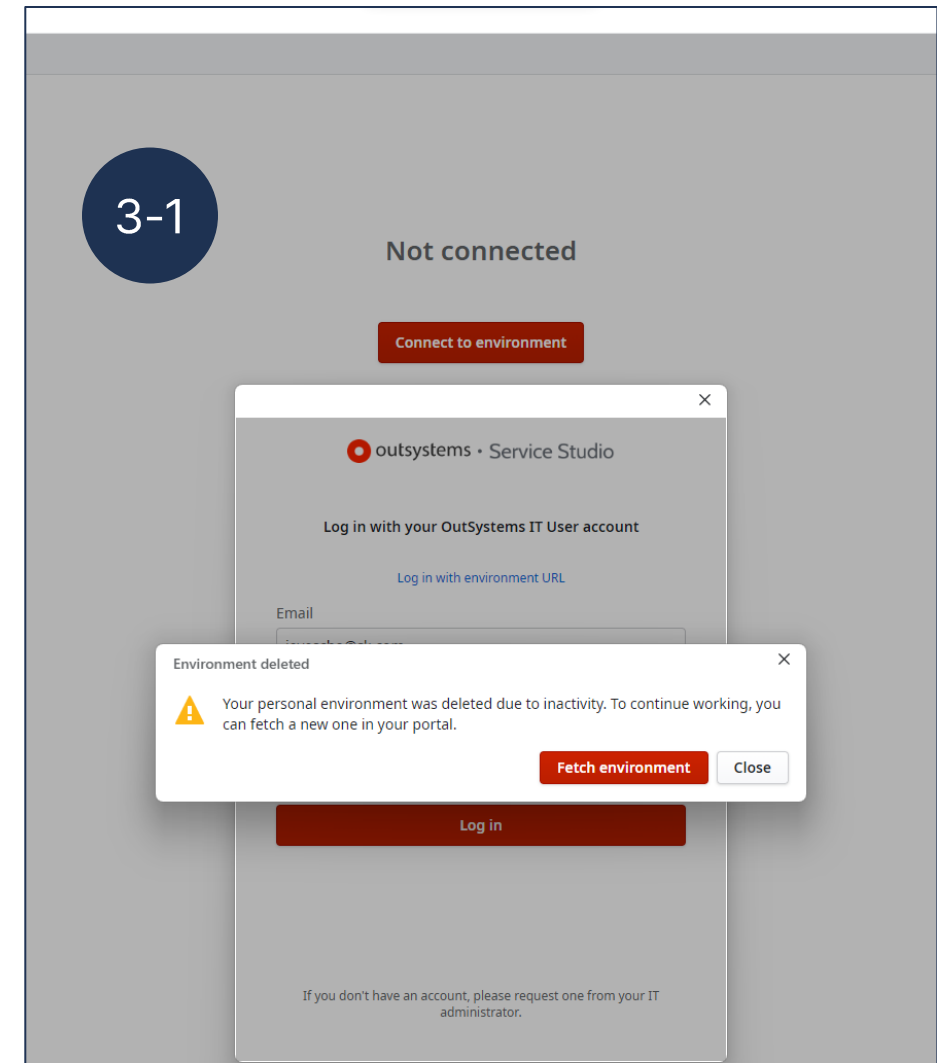 3-1
Not connected
Connect to environment
outsystems · Service Studio
Log in with your OutSystems IT User account
Log in with environment URL
Email
Environment deleted
Your personal environment was deleted due to inactivity. To continue working, you
can fetch a new one in your portal.
Fetch environment
Close
Log in
If you don't have an account, please request one from your IT
administrator.